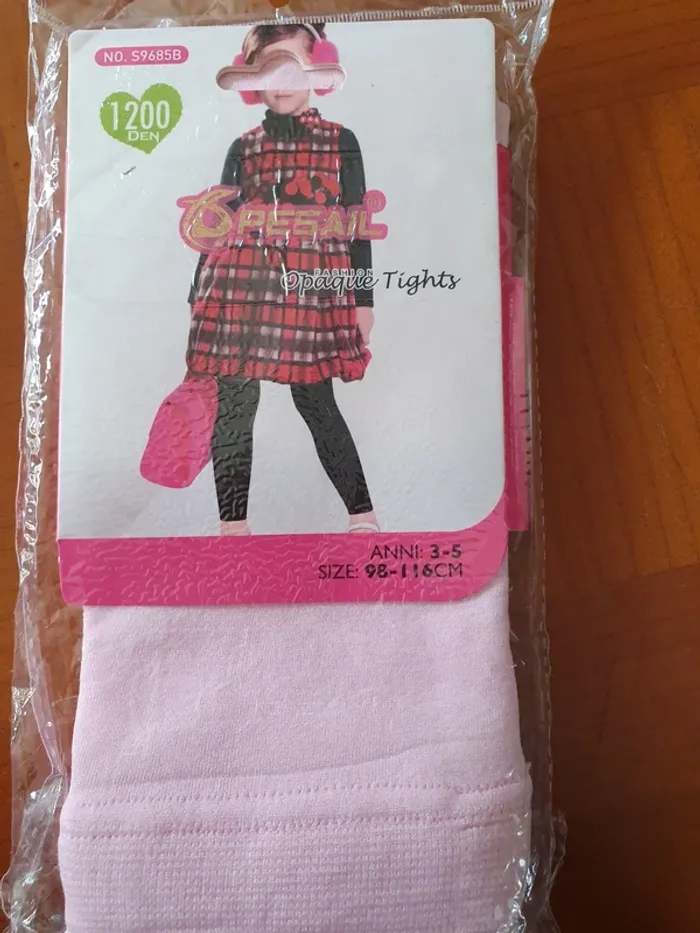 NO. S9685B
1200
DEN
PESAIL
FASHION
Opaque Tights
ANNI: 3-5
SIZE: 98-116CM